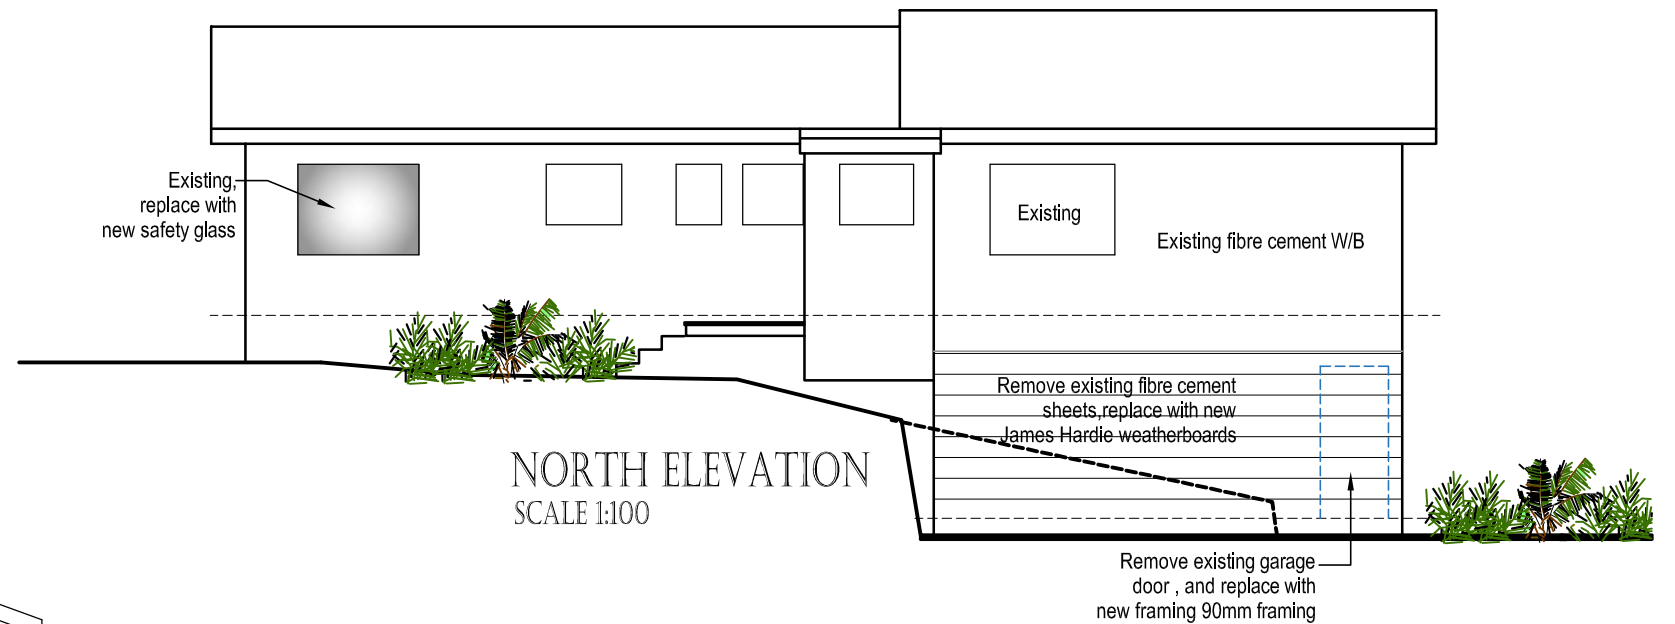 Existing,
replace with
new safety glass
Existing
Existing fibre cement W/B
Remove existing fibre cement
sheets,replace with new
James Hardie weatherboards
NORTH ELEVATION
SCALE 1:100
Remove existing garage
door , and replace with
new framing 90mm framing